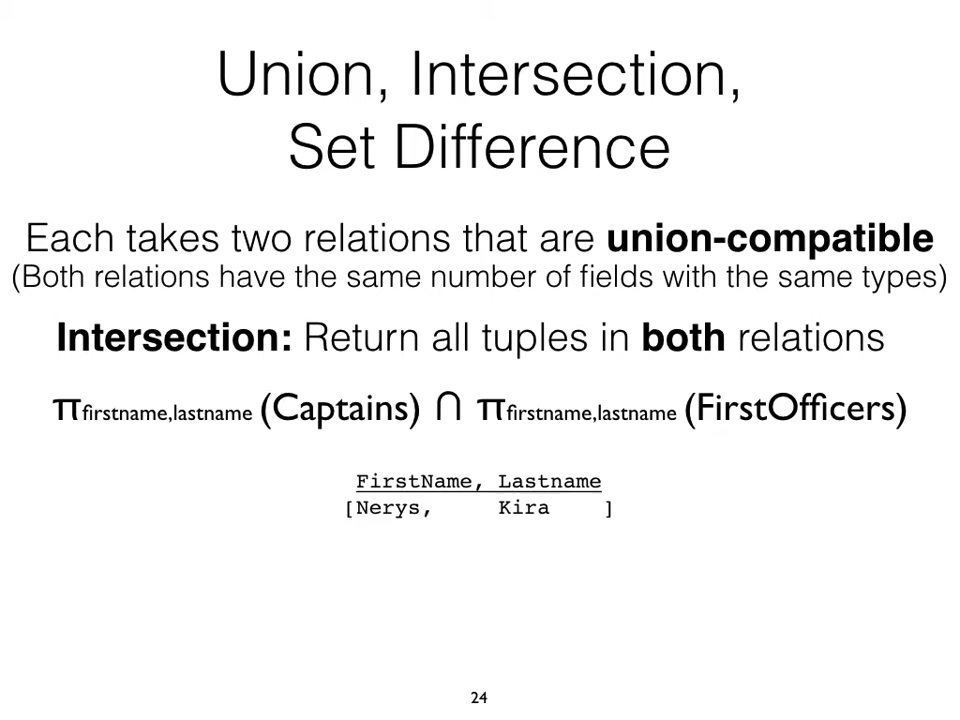 Union, Intersection,
Set Difference
Each takes two relations that are union-compatible
(Both relations have the same number of fields with the same types)
Intersection: Return all tuples in both relations
πfirstname,lastname (Captains) ∩ πfirstname,lastname (FirstOfficers)
FirstName, Lastname
[Nerys, Kira ]
24